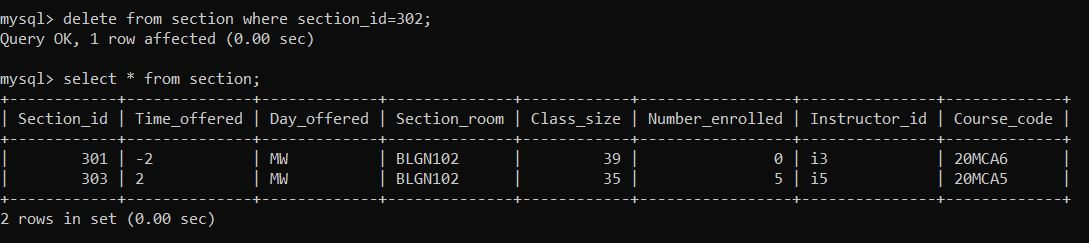 mysql> delete from section where section_id=302;
Query OK, 1 row affected (0.00 sec)
mysql> select * from section;
+------------+--------------+-------------+--------------+------------+-----------------+---------------+-------------+
| Section_id | Time_offered | Day_offered | Section_room | Class_size | Number_enrolled | Instructor_id | Course_code |
+------------+--------------+-------------+--------------+------------+-----------------+---------------+-------------+
|        301 | -2           | MW          | BLGN102      |         39 |               0 | i3            | 20MCA6      |
|        303 | 2            | MW          | BLGN102      |         35 |               5 | i5            | 20MCA5      |
+------------+--------------+-------------+--------------+------------+-----------------+---------------+-------------+
2 rows in set (0.00 sec)